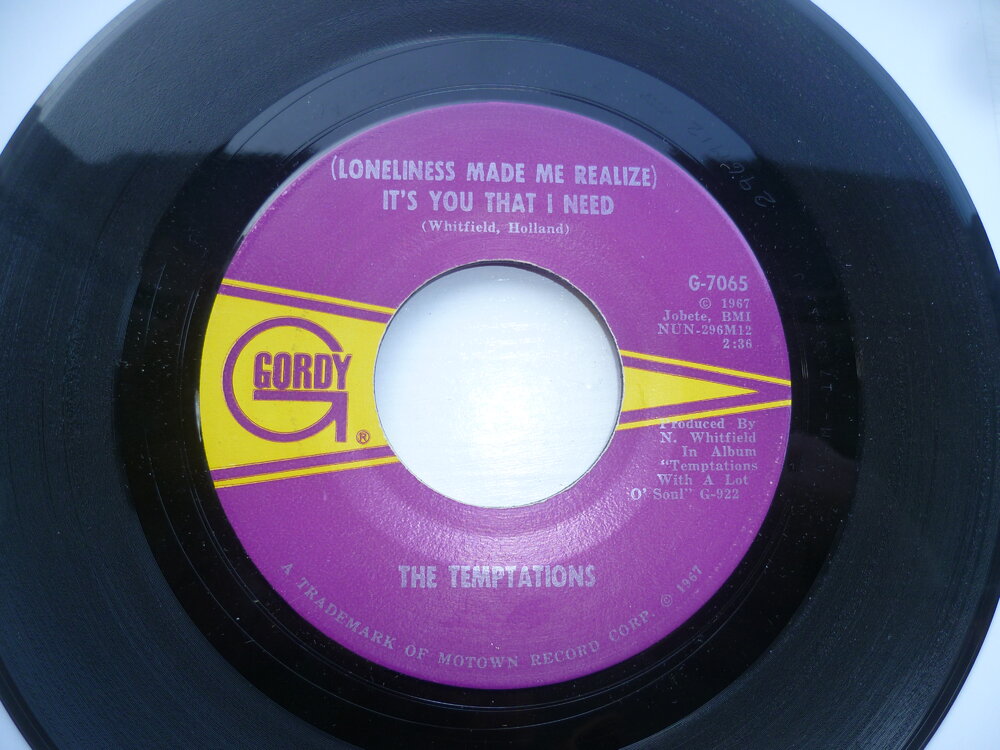 (LONELINESS MADE ME REALIZE)
IT'S YOU THAT I NEED
(Whitfield, Holland)
G-7065
© 1967
Jobete, BMI
NUN-296M12
2:36
GORDY
®
Produced By
N. Whitfield
In Album
"Temptations
With A Lot
O' Soul" G-922
THE TEMPTATIONS
A TRADEMARK OF MOTOWN RECORD CORP. © 1967